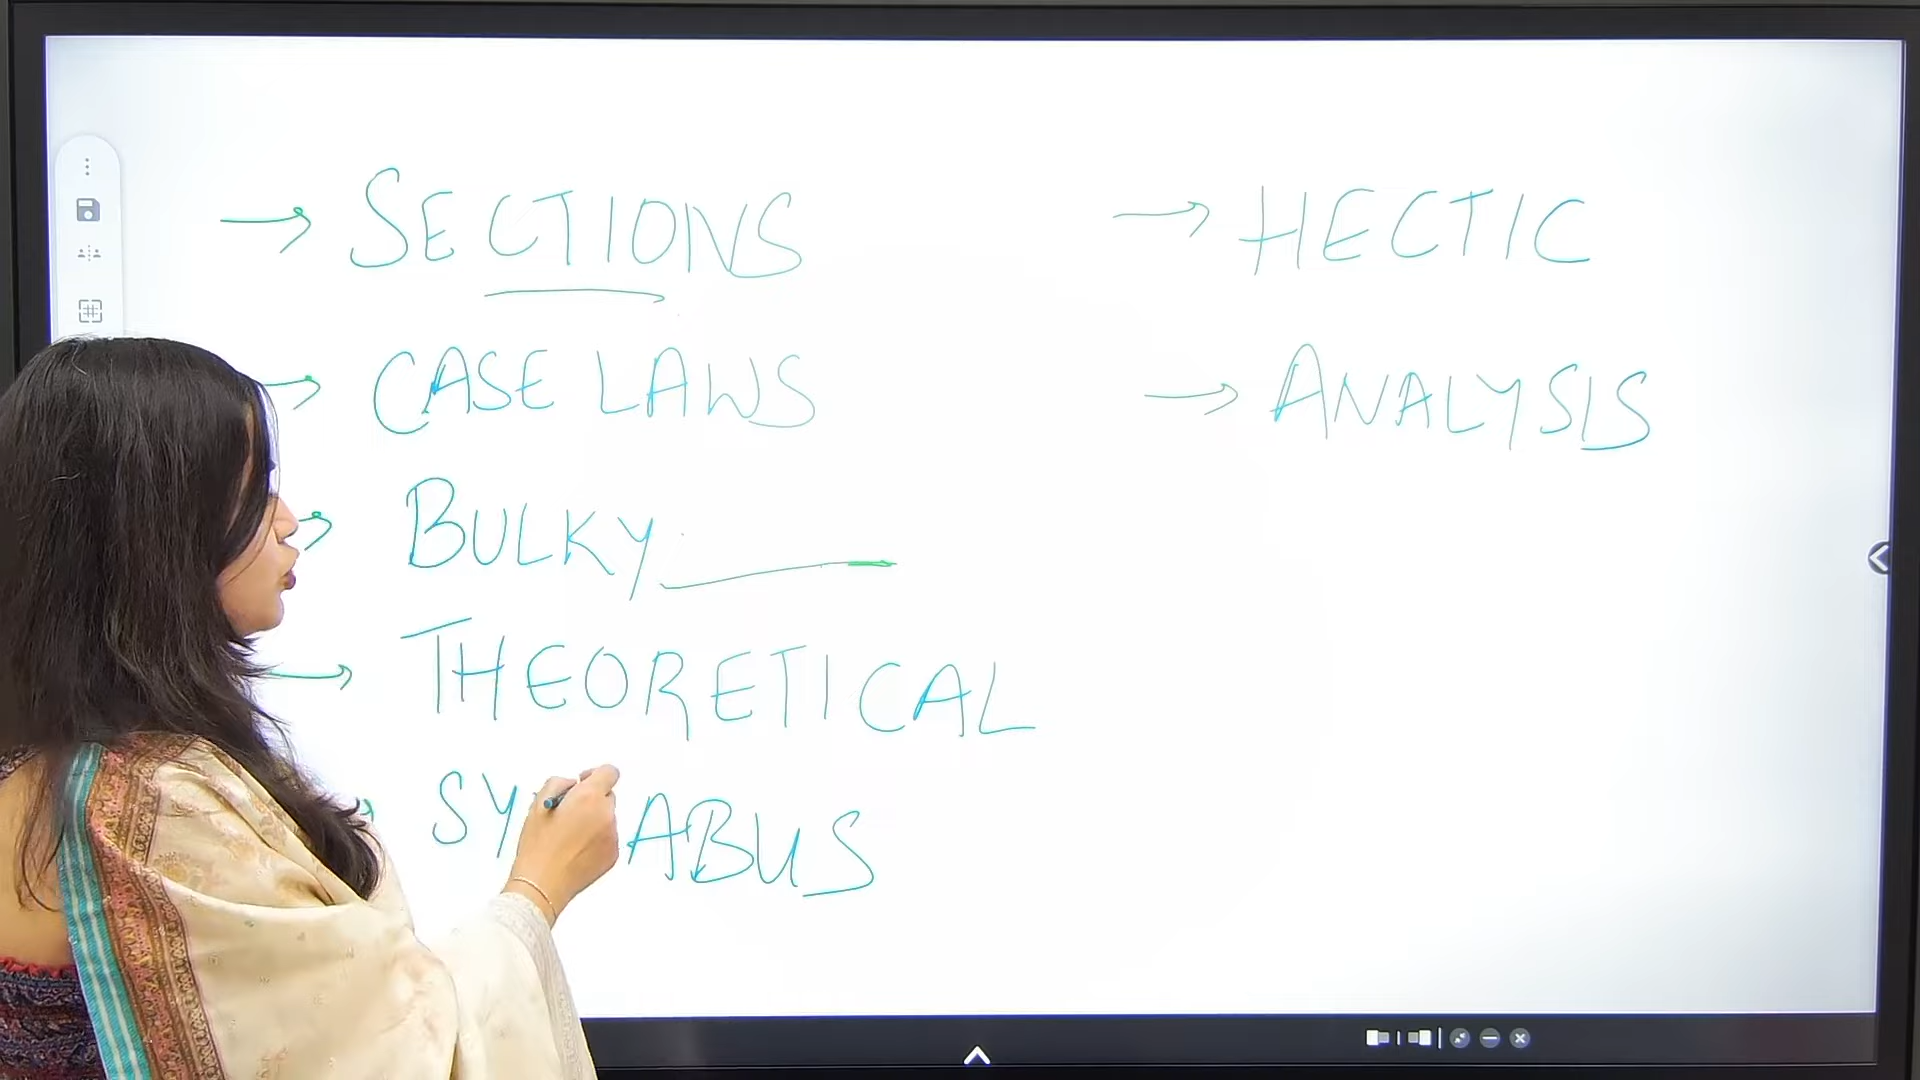 → SECTIONS
→ CASE LAWS
→ BULKY
→ THEORETICAL
→ HECTIC
→ ANALYSIS